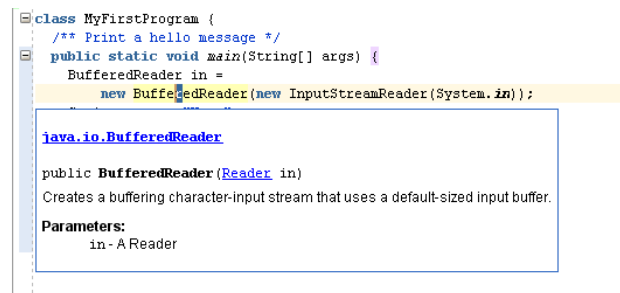 class MyFirstProgram {
/** Print a hello message */
public static void main(String[] args) {
BufferedReader in =
new BufferedReader(new InputStreamReader(System.in));
java.io.BufferedReader
public BufferedReader(Reader in)
Creates a buffering character-input stream that uses a default-sized input buffer.
Parameters:
in - A Reader